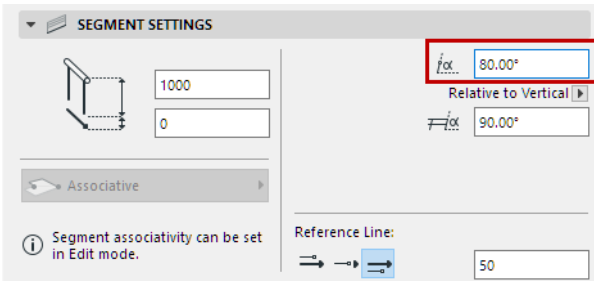 SEGMENT SETTINGS
1000
0
α 80.00°
Relative to Vertical
α 90.00°
Associative
Segment associativity can be set
in Edit mode.
Reference Line:
50